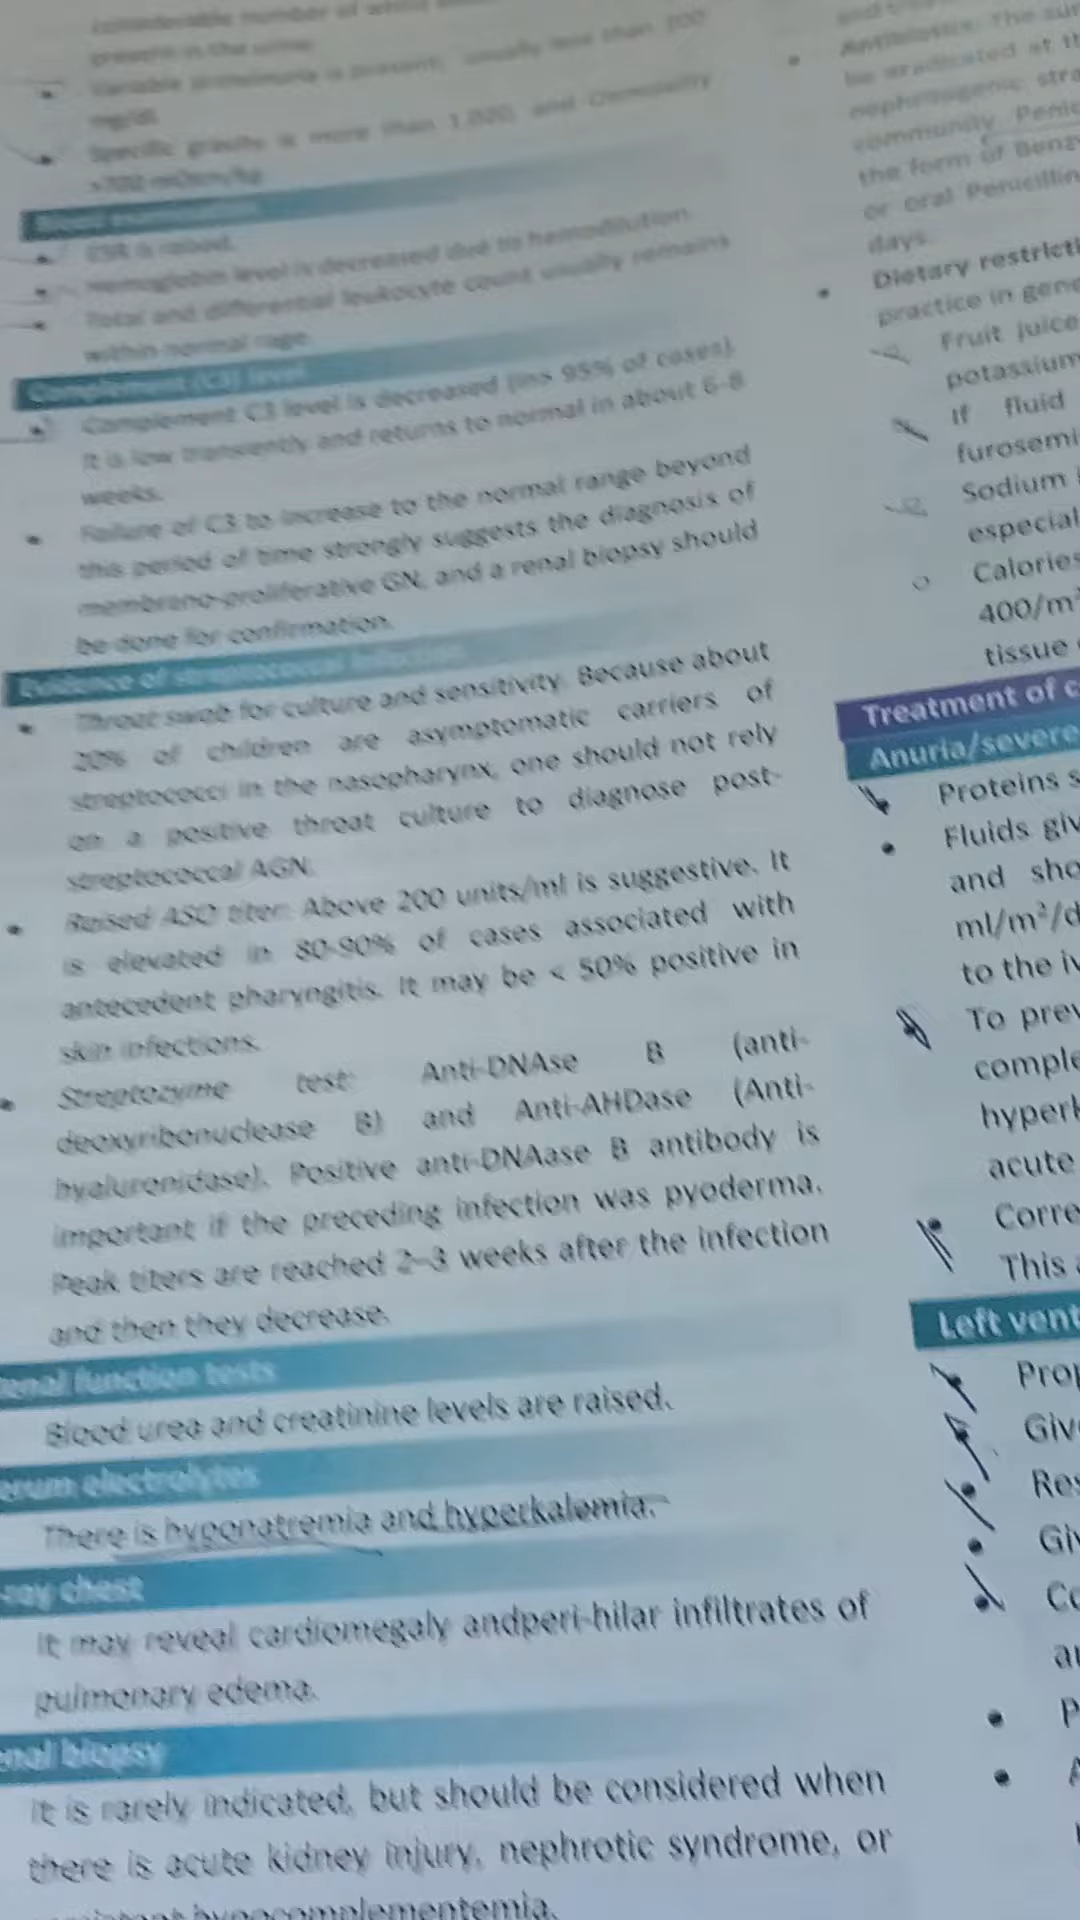 considerable number of
present in the urine.
Variable proteinuria is present, usually less than
mg/dl.
Specific gravity is more than 1.020, and Osmolality
>700 mOsm/kg
Blood examination
ESR is raised.
Hemoglobin level is decreased due to hemodilution.
Total and differential leukocyte count usually remains
within normal rage.
Complement (C3) level
Complement C3 level is decreased (ins 95% of cases).
It is low transiently and returns to normal in about 6-8
weeks.
Failure of C3 to increase to the normal range beyond
this period of time strongly suggests the diagnosis of
membrano-proliferative GN, and a renal biopsy should
be done for confirmation.
Evidence of streptococcal infection
Throat swab for culture and sensitivity. Because about
20% of children are asymptomatic carriers of
streptococci in the nasopharynx, one should not rely
on a positive throat culture to diagnose post-
streptococcal AGN.
Raised ASO titer: Above 200 units/ml is suggestive. It
is elevated in 80-90% of cases associated with
antecedent pharyngitis. It may be < 50% positive in
skin infections.
Streptozyme test: Anti-DNAse B (anti-
deoxyribonuclease B) and Anti-AHDase (Anti-
hyaluronidase). Positive anti-DNAase B antibody is
important if the preceding infection was pyoderma.
Peak titers are reached 2–3 weeks after the infection
and then they decrease.
enal function tests
Blood urea and creatinine levels are raised.
erum electrolytes
There is hyponatremia and hyperkalemia.
-ray chest
It may reveal cardiomegaly andperi-hilar infiltrates of
pulmonary edema.
enal biopsy
It is rarely indicated, but should be considered when
there is acute kidney injury, nephrotic syndrome, or
hypocomplementemia.
Antibiotics: The
be eradicated at
nephritogenic
community. Penic
the form of Benz
or oral Penicillin
days.
Dietary restricti
practice in gene
Fruit juice
potassium
If fluid
furosemi
Sodium
especial
Calories
400/m²
tissue
Treatment of c
Anuria/severe
Proteins s
Fluids giv
and sho
ml/m²/d
to the iv
To prev
comple
hyperk
acute
Corre
This
Left vent
Prop
Give
Res
Giv
Co
a
P
A